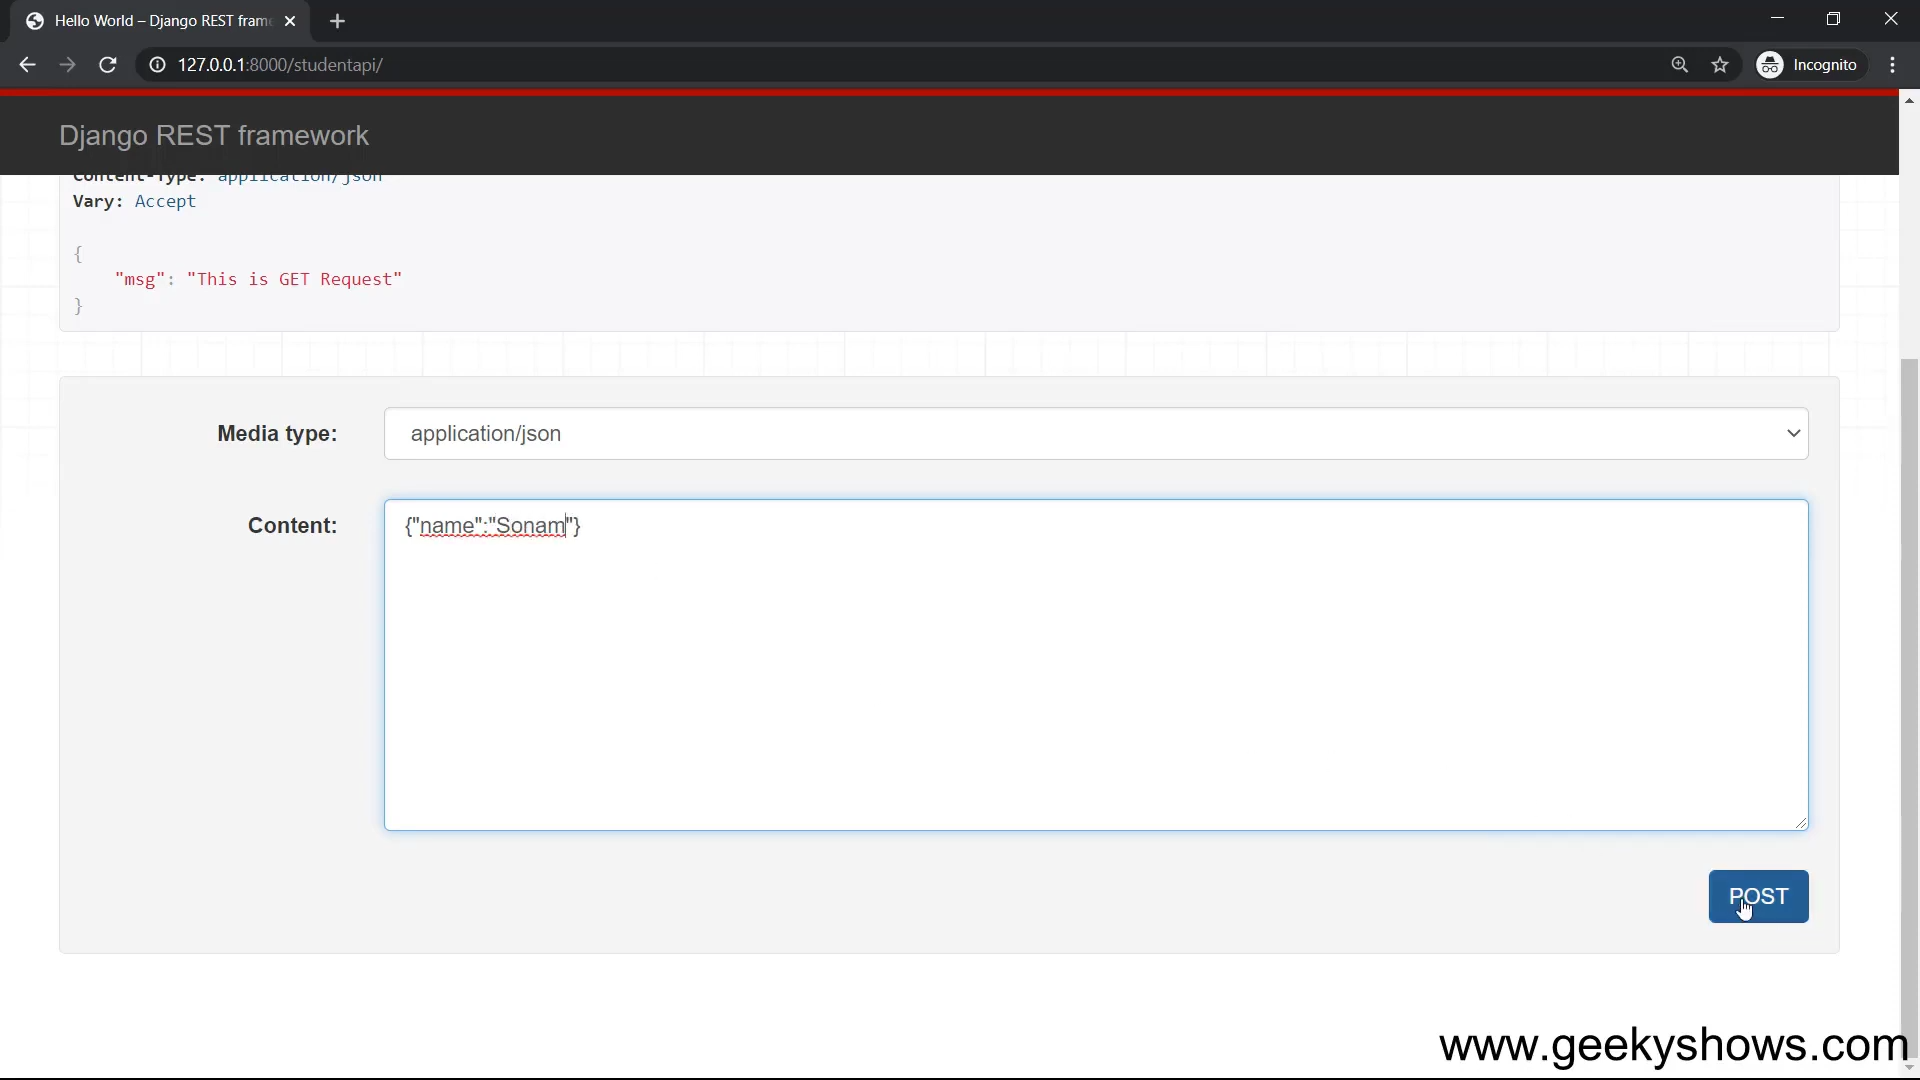 Hello World – Django REST fram
127.0.0.1:8000/studentapi/
Incognito
Django REST framework
Content-Type: application/json
Vary: Accept
{
"msg": "This is GET Request"
}
Media type:
application/json
Content:
{"name":"Sonam"}
POST
www.geekyshows.com